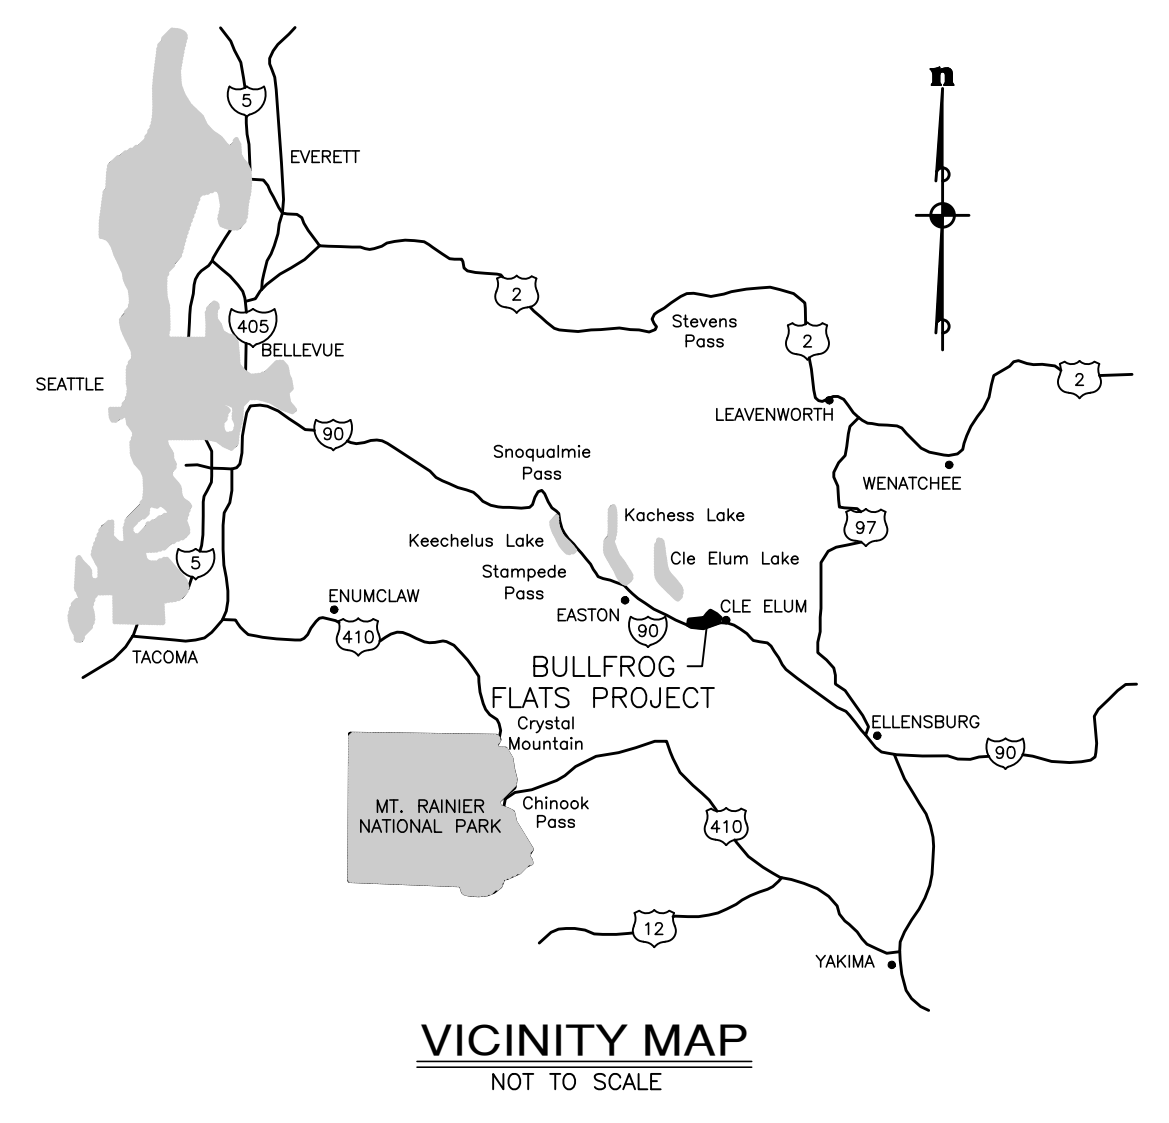 n
5
EVERETT
2
Stevens
Pass
405
BELLEVUE
2
SEATTLE
2
LEAVENWORTH
90
Snoqualmie
Pass
WENATCHEE
Kachess Lake
97
Keechelus Lake
Cle Elum Lake
5
Stampede
Pass
ENUMCLAW
CLE ELUM
EASTON
410
90
TACOMA
BULLFROG
FLATS PROJECT
Crystal
Mountain
ELLENSBURG
90
MT. RAINIER
NATIONAL PARK
Chinook
Pass
410
12
YAKIMA
VICINITY MAP
NOT TO SCALE